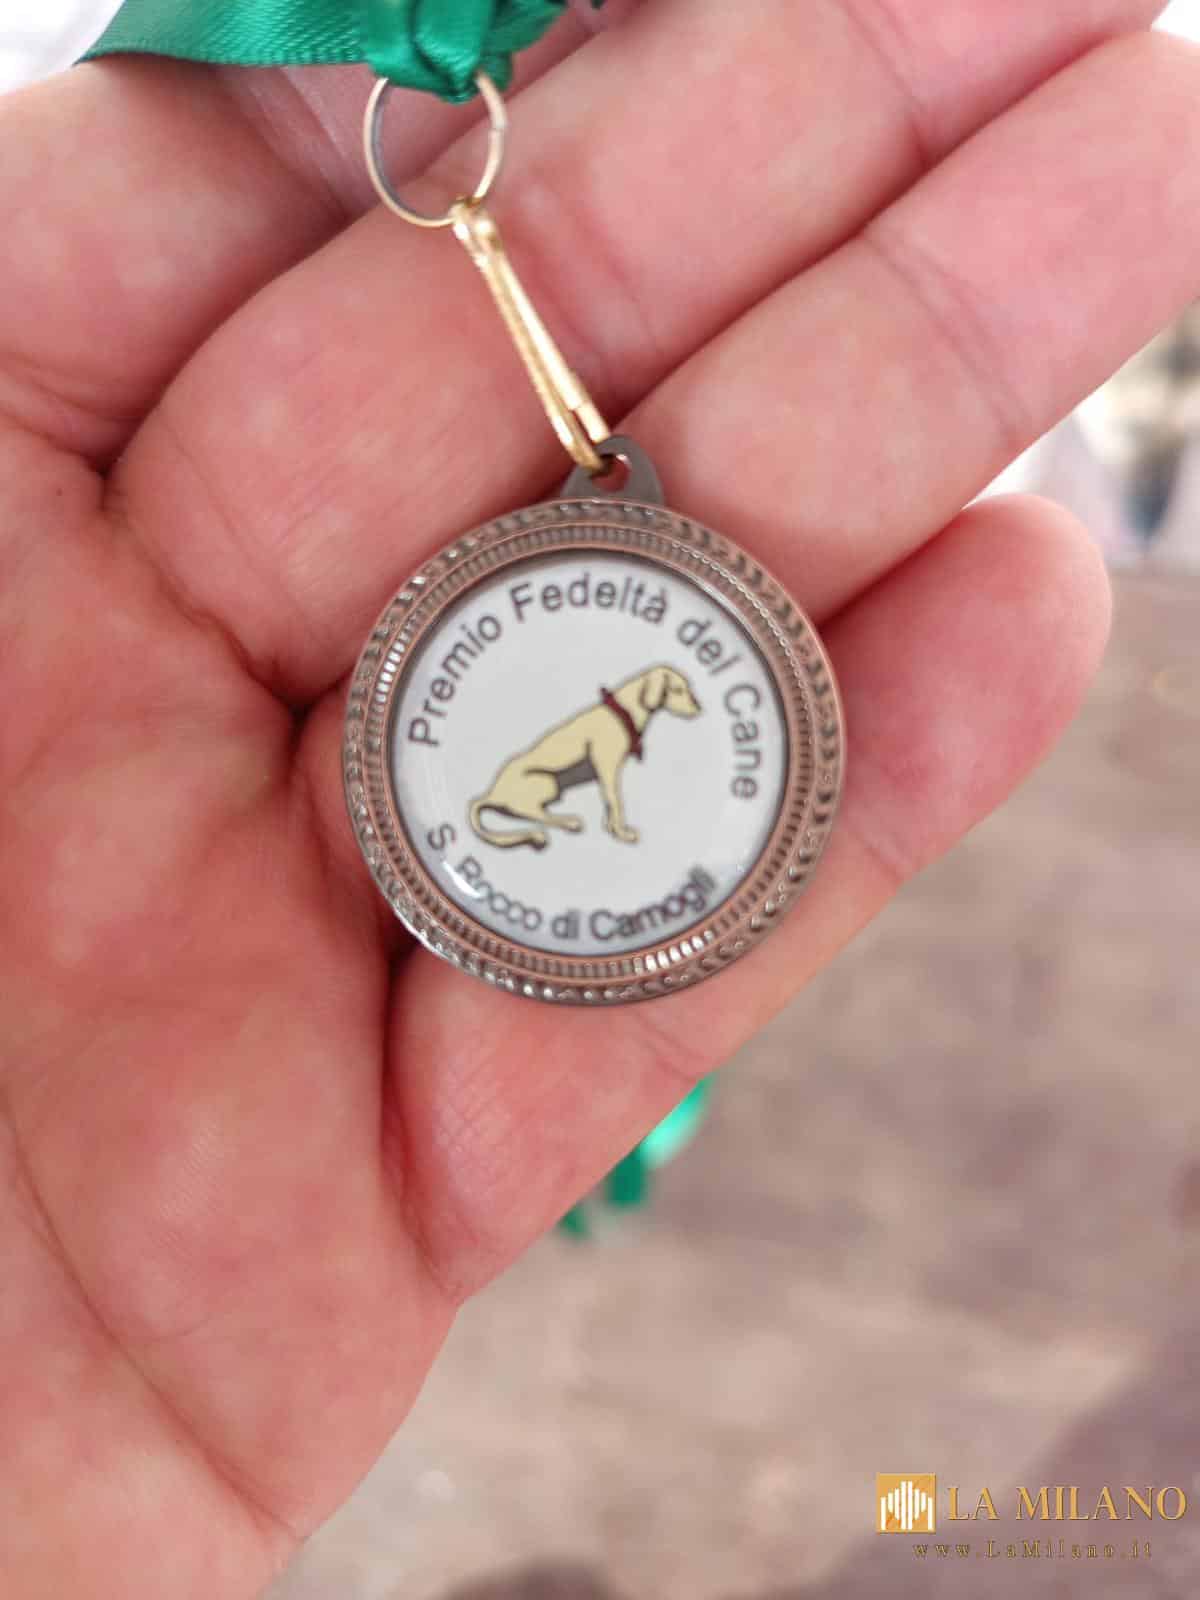 Premio Fedeltà del Cane
S. Rocco di Camogli
LA MILANO
www.LaMilano.it